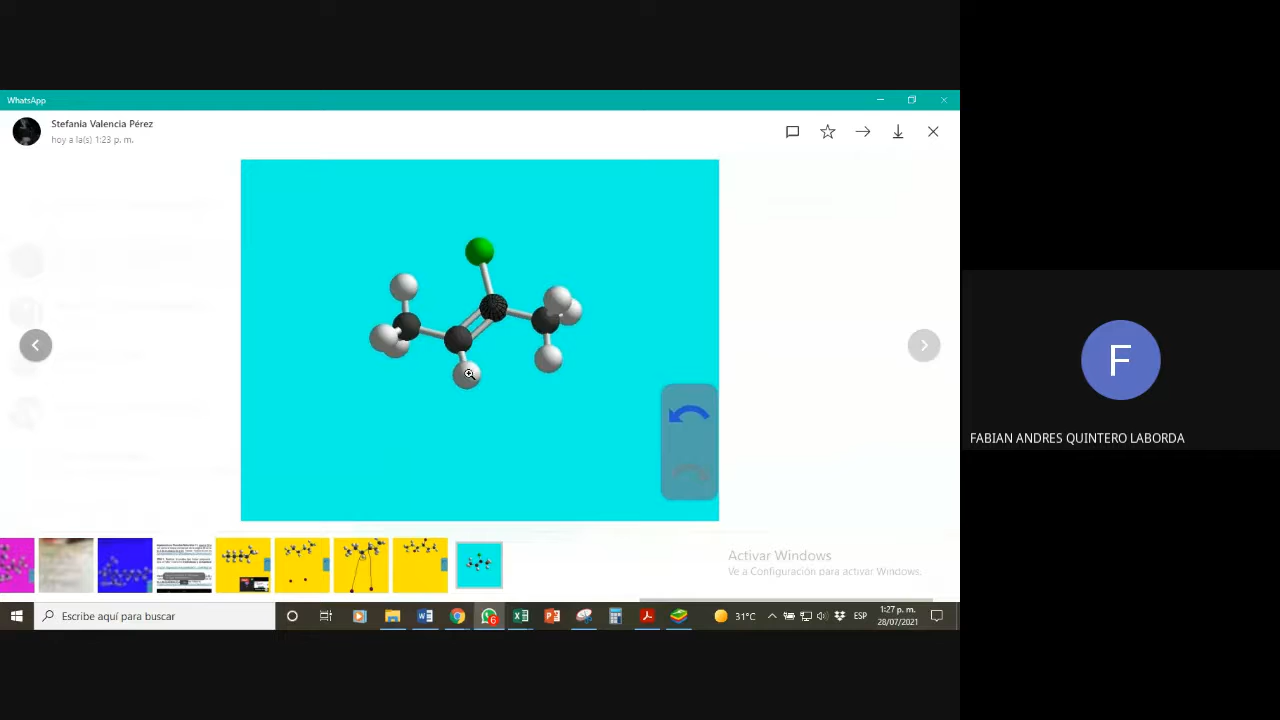 WhatsApp
Stefania Valencia Pérez
hoy a la(s) 1:23 p. m.
F
FABIAN ANDRES QUINTERO LABORDA
Activar Windows
Ve a Configuración para activar Windows.
Escribe aquí para buscar
6
31°C
ESP
1:27 p. m.
28/07/2021